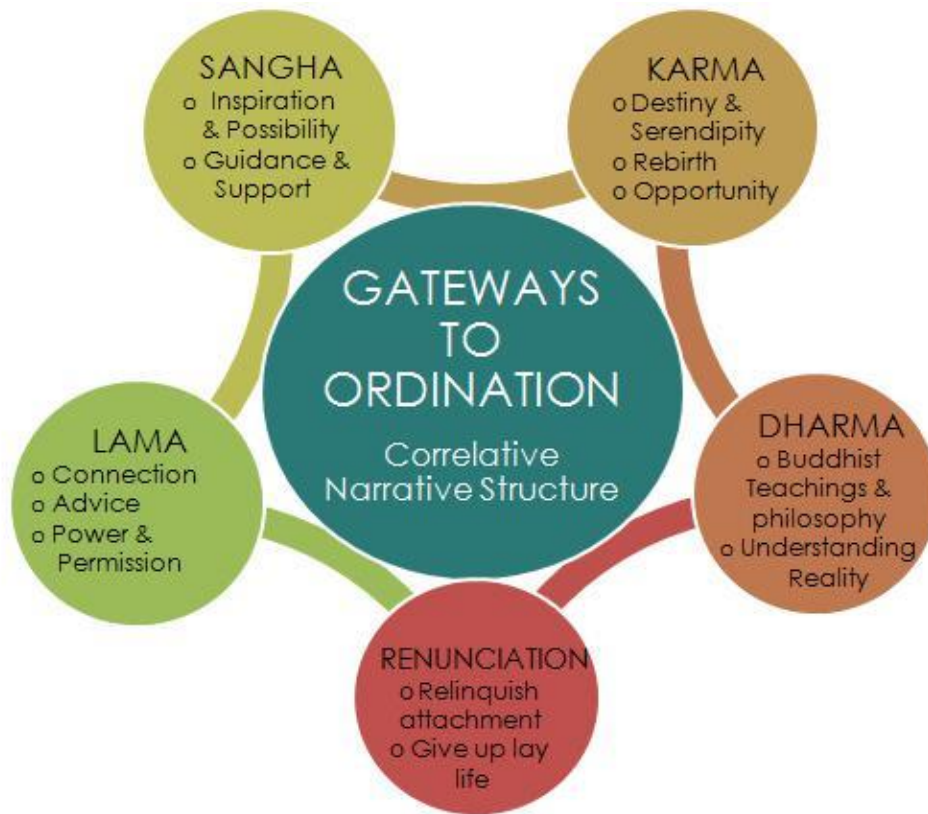 GATEWAYS
TO
ORDINATION
Correlative
Narrative Structure
SANGHA
o Inspiration
& Possibility
o Guidance &
Support
KARMA
o Destiny &
Serendipity
o Rebirth
o Opportunity
DHARMA
o Buddhist
Teachings &
philosophy
o Understanding
Reality
RENUNCIATION
o Relinquish
attachment
o Give up lay
life
LAMA
o Connection
o Advice
o Power &
Permission